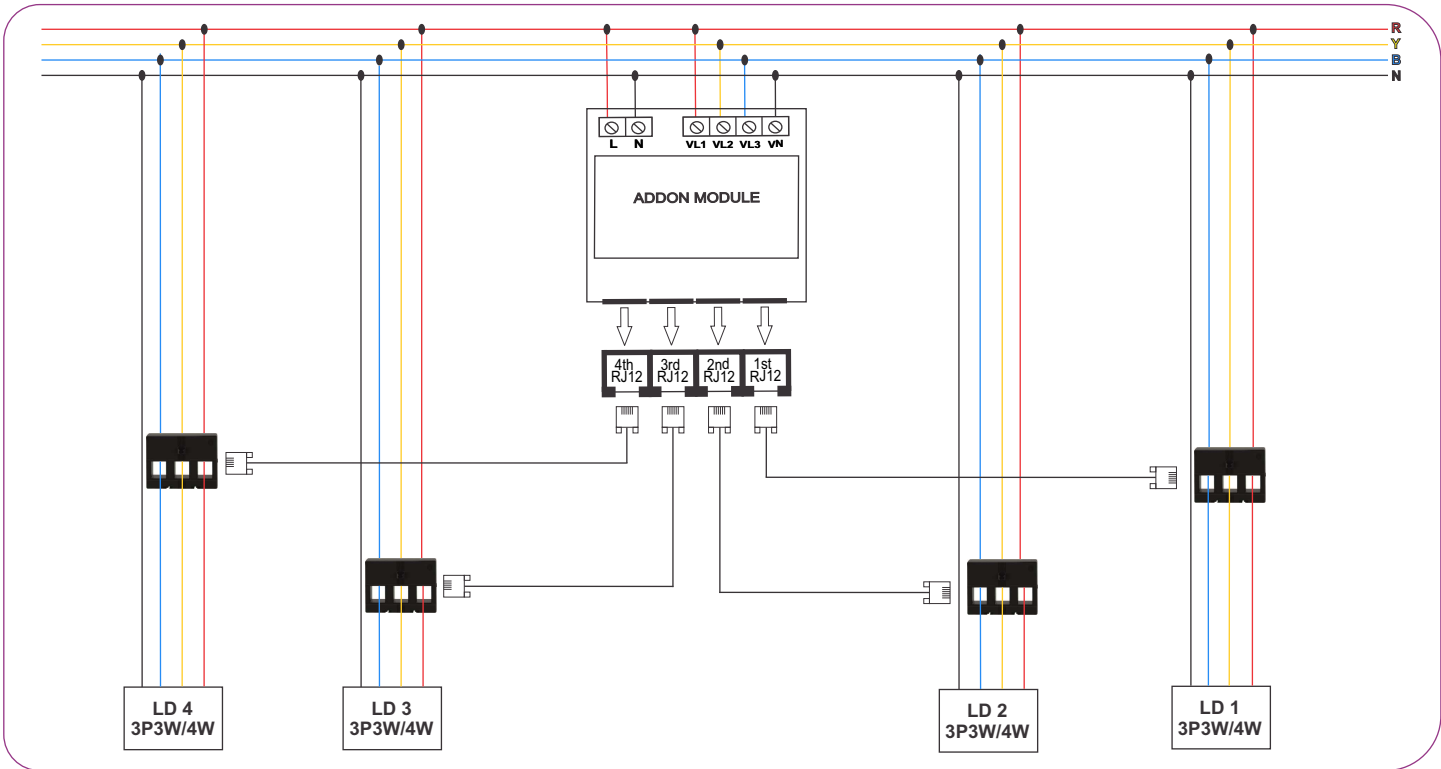 R
Y
B
N
L N VL1 VL2 VL3 VN
ADDON MODULE
4th
RJ12
3rd
RJ12
2nd
RJ12
1st
RJ12
LD 4
3P3W/4W
LD 3
3P3W/4W
LD 2
3P3W/4W
LD 1
3P3W/4W